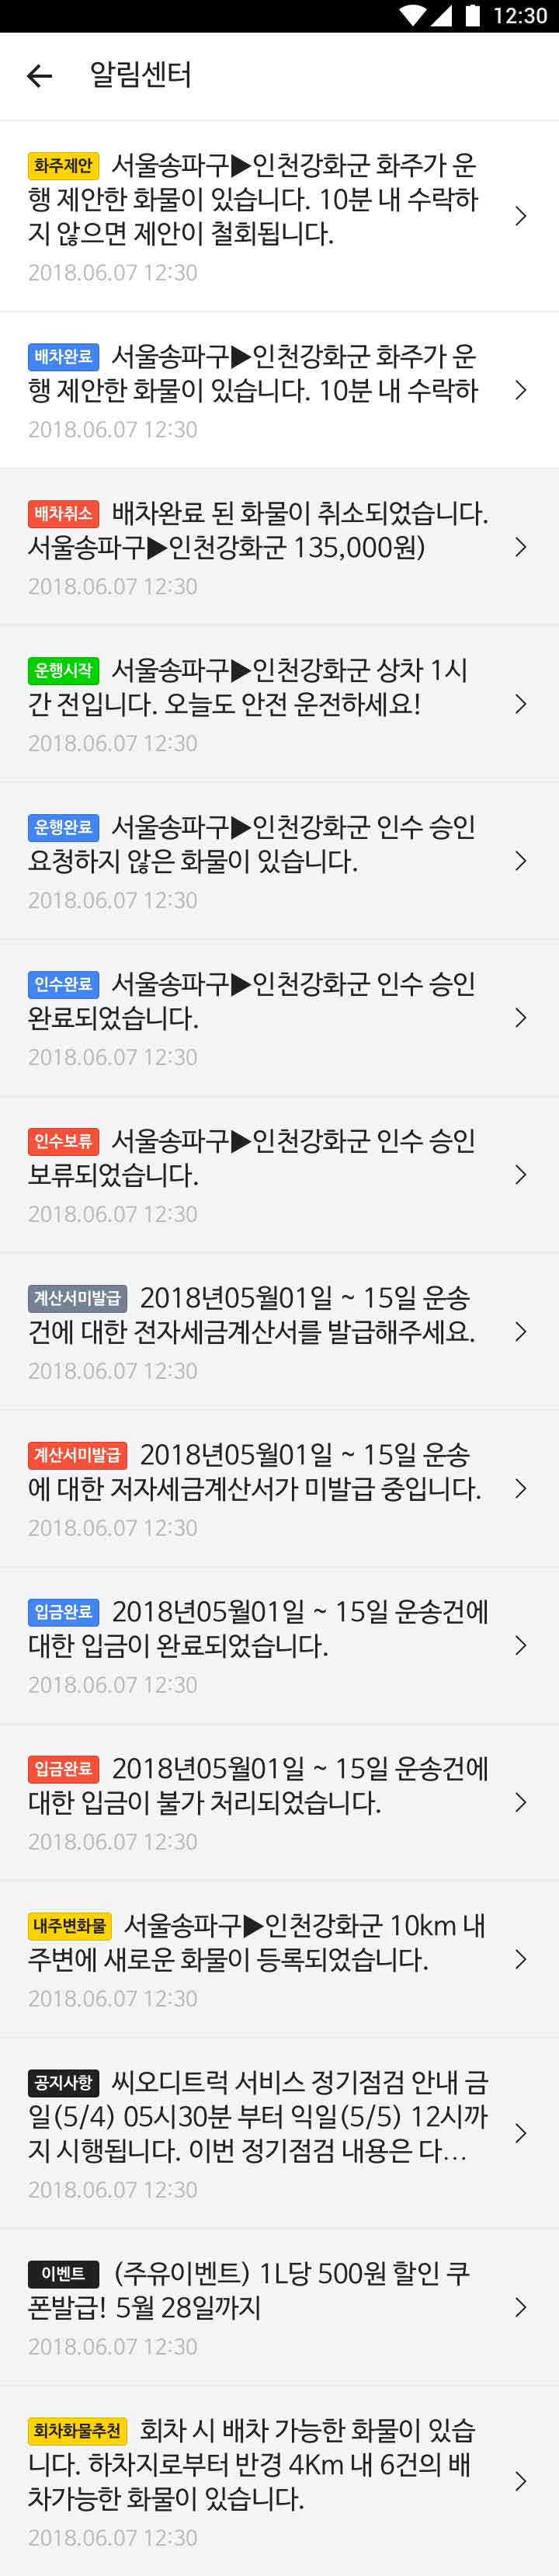 12:30
알림센터
화주제안 서울송파구▶인천강화군 화주가 운
행 제안한 화물이 있습니다. 10분 내 수락하
지 않으면 제안이 철회됩니다.
2018.06.07 12:30
배차완료 서울송파구▶인천강화군 화주가 운
행 제안한 화물이 있습니다. 10분 내 수락하
2018.06.07 12:30
배차취소 배차완료 된 화물이 취소되었습니다.
서울송파구▶인천강화군 135,000원)
2018.06.07 12:30
운행시작 서울송파구▶인천강화군 상차 1시
간 전입니다. 오늘도 안전 운전하세요!
2018.06.07 12:30
운행완료 서울송파구▶인천강화군 인수 승인
요청하지 않은 화물이 있습니다.
2018.06.07 12:30
인수완료 서울송파구▶인천강화군 인수 승인
완료되었습니다.
2018.06.07 12:30
인수보류 서울송파구▶인천강화군 인수 승인
보류되었습니다.
2018.06.07 12:30
계산서미발급 2018년05월01일 ~ 15일 운송
건에 대한 전자세금계산서를 발급해주세요.
2018.06.07 12:30
계산서미발급 2018년05월01일 ~ 15일 운송
에 대한 저자세금계산서가 미발급 중입니다.
2018.06.07 12:30
입금완료 2018년05월01일 ~ 15일 운송건에
대한 입금이 완료되었습니다.
2018.06.07 12:30
입금완료 2018년05월01일 ~ 15일 운송건에
대한 입금이 불가 처리되었습니다.
2018.06.07 12:30
내주변화물 서울송파구▶인천강화군 10km 내
주변에 새로운 화물이 등록되었습니다.
2018.06.07 12:30
공지사항 씨오디트럭 서비스 정기점검 안내 금
일(5/4) 05시30분 부터 익일(5/5) 12시까
지 시행됩니다. 이번 정기점검 내용은 다...
2018.06.07 12:30
이벤트 (주유이벤트) 1L당 500원 할인 쿠
폰발급! 5월 28일까지
2018.06.07 12:30
회차화물추천 회차 시 배차 가능한 화물이 있습
니다. 하차지로부터 반경 4Km 내 6건의 배
차가능한 화물이 있습니다.
2018.06.07 12:30